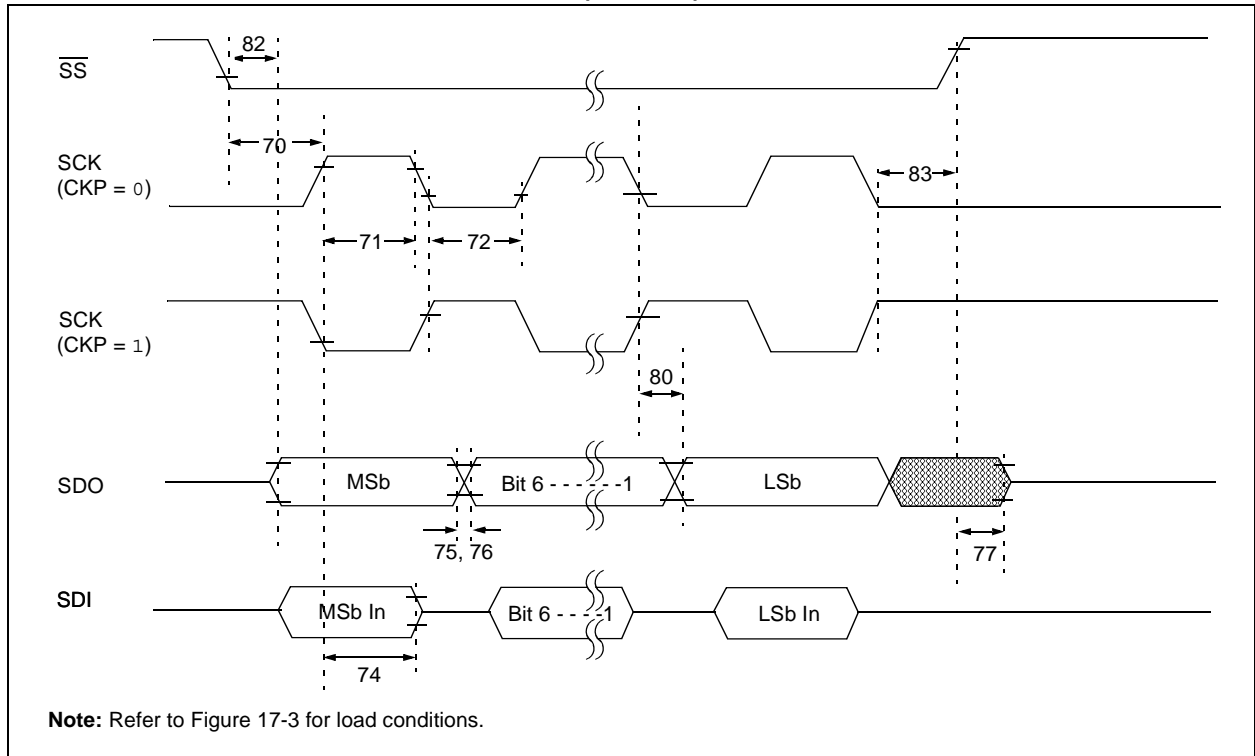 82
SS
70
SCK
(CKP = 0)
83
71
72
SCK
(CKP = 1)
80
SDO
MSb
Bit 6 - - - - - -1
LSb
75, 76
77
SDI
MSb In
Bit 6 - - - -1
LSb In
74
Note: Refer to Figure 17-3 for load conditions.